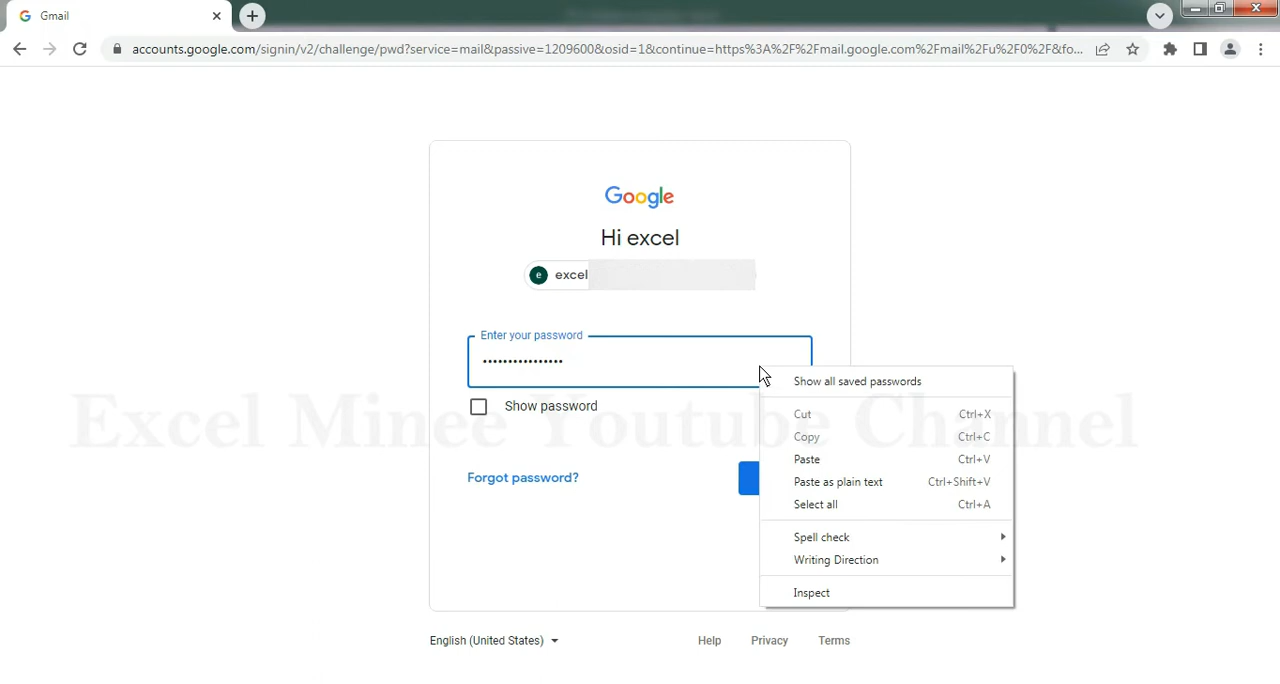 Gmail
accounts.google.com/signin/v2/challenge/pwd?service=mail&passive=1209600&osid=1&continue=https%3A%2F%2Fmail.google.com%2Fmail%2Fu%2F0%2F&fo...
Google
Hi excel
e excel
Enter your password
••••••••••••••••
Show password
Forgot password?
Show all saved passwords
Cut Ctrl+X
Copy Ctrl+C
Paste Ctrl+V
Paste as plain text Ctrl+Shift+V
Select all Ctrl+A
Spell check
Writing Direction
Inspect
Excel Minee Youtube Channel
English (United States)
Help Privacy Terms